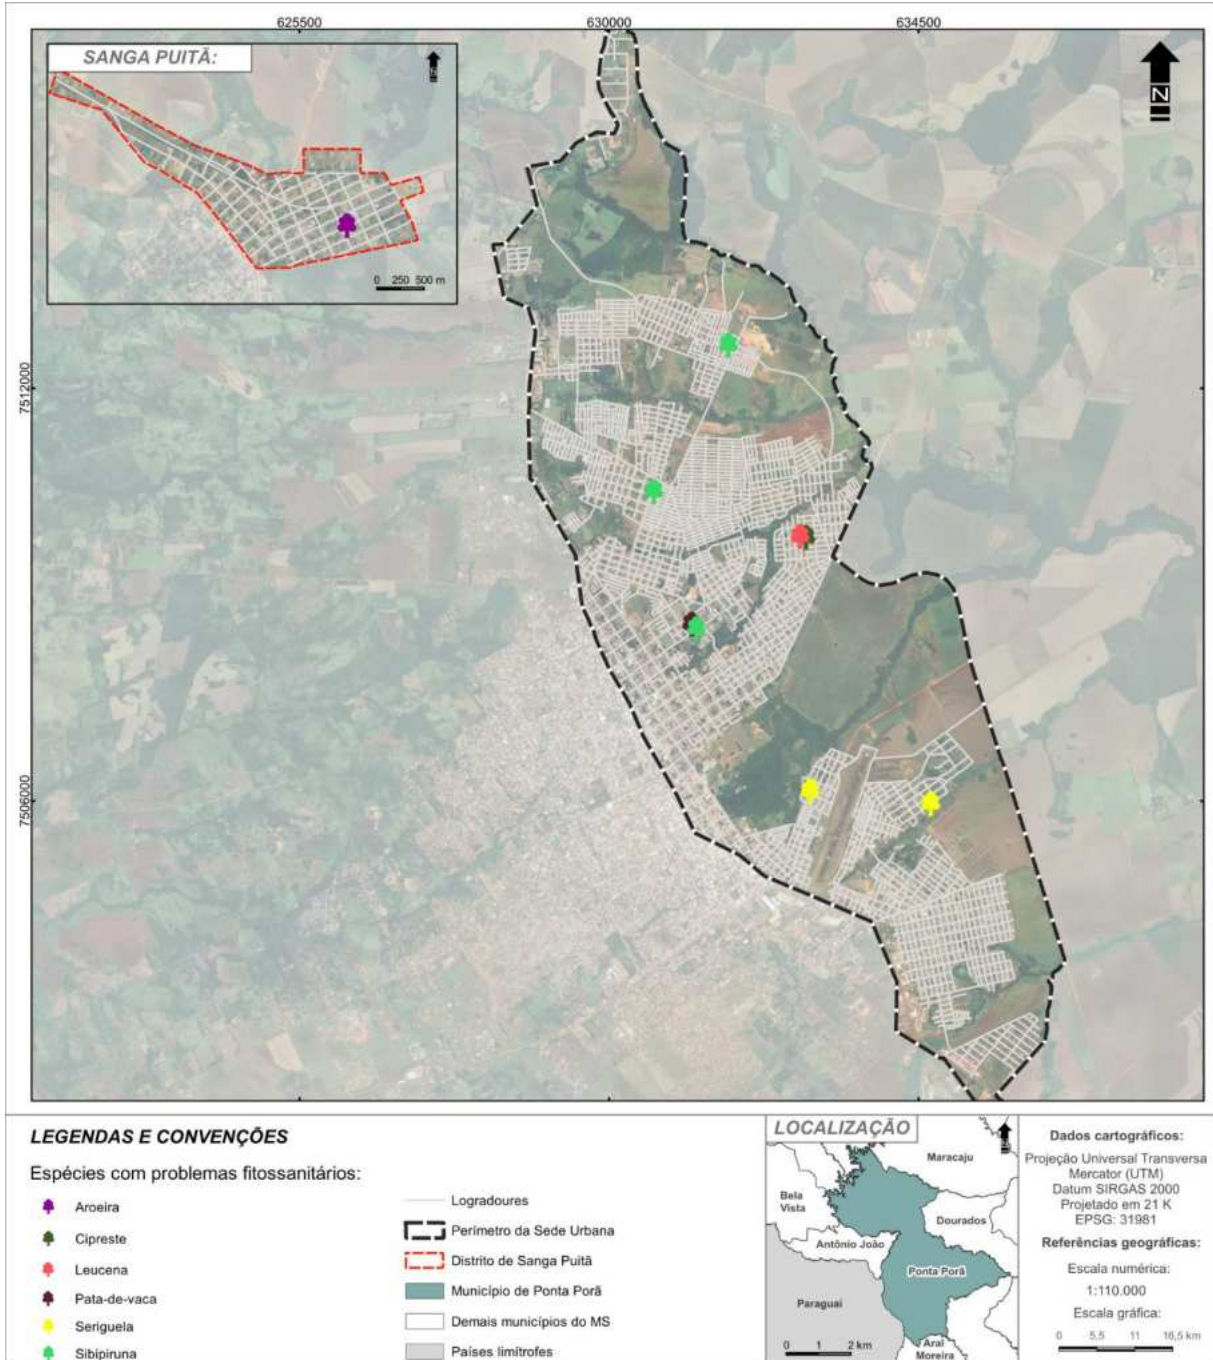 625500
630000
634500
SANGA PUITÃ:
N
N
0 250 500 m
7512000
7506000
LEGENDAS E CONVENÇÕES
Espécies com problemas fitossanitários:
Aroeira
Cipreste
Leucena
Pata-de-vaca
Seriguela
Sibipiruna
Logradoures
Perímetro da Sede Urbana
Distrito de Sanga Puitã
Município de Ponta Porã
Demais municípios do MS
Países limítrofes
LOCALIZAÇÃO
N
Maracaju
Bela
Vista
Dourados
Antônio João
Ponta Porã
Paraguai
Aral
Moreira
0 1 2 km
Dados cartográficos:
Projeção Universal Transversa
Mercator (UTM)
Datum SIRGAS 2000
Projetado em 21 K
EPSG: 31981
Referências geográficas:
Escala numérica:
1:110.000
Escala gráfica:
0 5,5 11 16,5 km